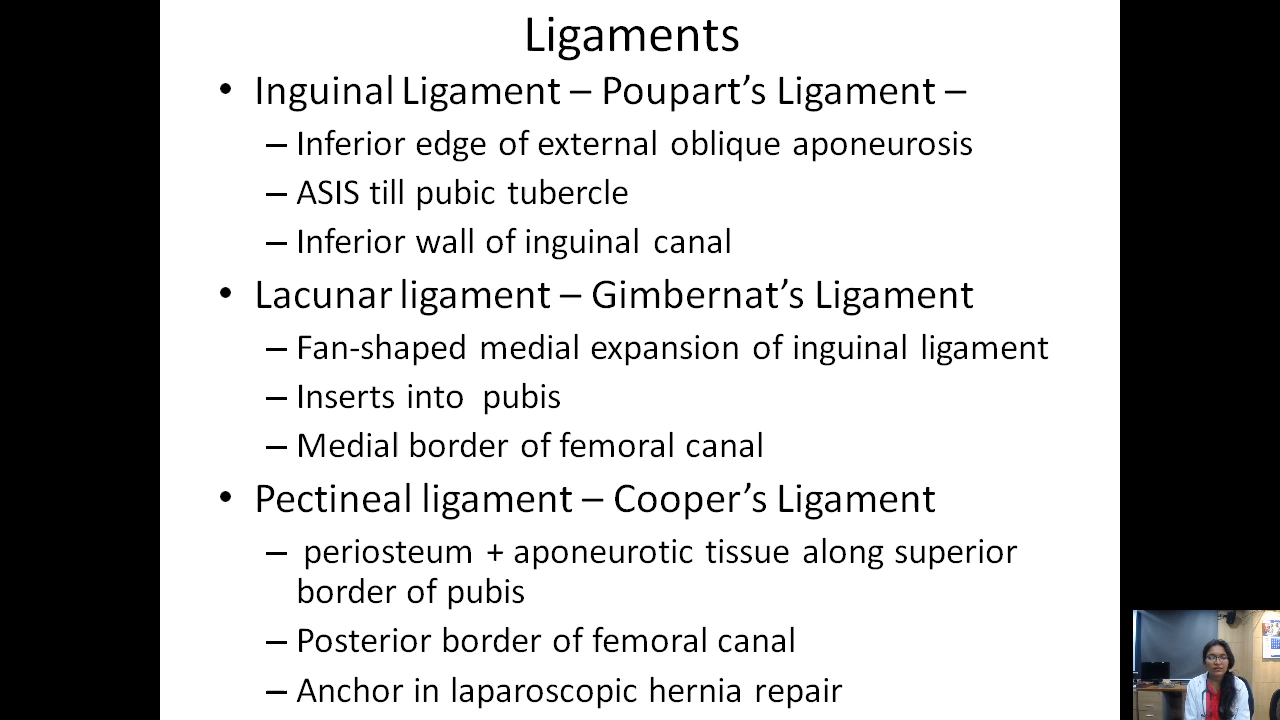 Ligaments
• Inguinal Ligament – Poupart’s Ligament –
– Inferior edge of external oblique aponeurosis
– ASIS till pubic tubercle
– Inferior wall of inguinal canal
• Lacunar ligament – Gimbernat’s Ligament
– Fan-shaped medial expansion of inguinal ligament
– Inserts into pubis
– Medial border of femoral canal
• Pectineal ligament – Cooper’s Ligament
– periosteum + aponeurotic tissue along superior
border of pubis
– Posterior border of femoral canal
– Anchor in laparoscopic hernia repair